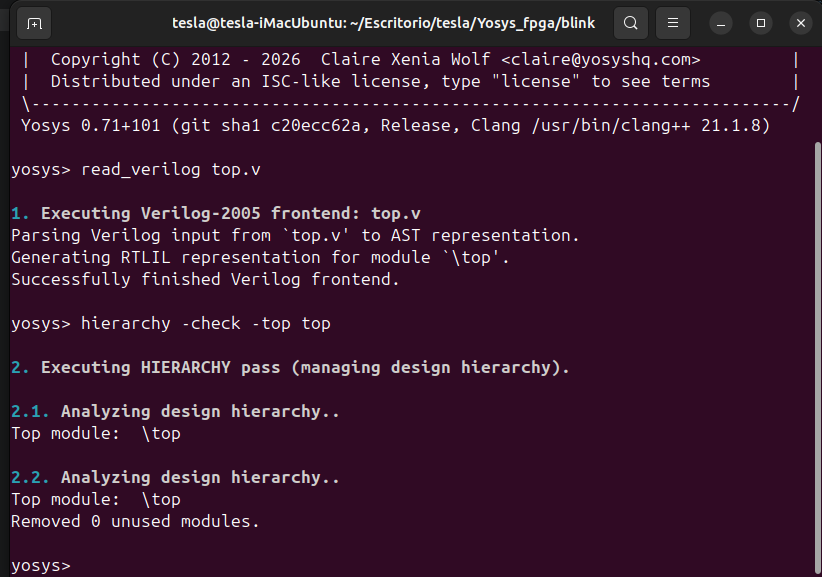 tesla@tesla-iMacUbuntu: ~/Escritorio/tesla/Yosys_fpga/blink
|  Copyright (C) 2012 - 2026  Claire Xenia Wolf <claire@yosyshq.com>         |
|  Distributed under an ISC-like license, type "license" to see terms        |
\----------------------------------------------------------------------------/
Yosys 0.71+101 (git sha1 c20ecc62a, Release, Clang /usr/bin/clang++ 21.1.8)
yosys> read_verilog top.v
1. Executing Verilog-2005 frontend: top.v
Parsing Verilog input from `top.v' to AST representation.
Generating RTLIL representation for module `\top'.
Successfully finished Verilog frontend.
yosys> hierarchy -check -top top
2. Executing HIERARCHY pass (managing design hierarchy).
2.1. Analyzing design hierarchy..
Top module:  \top
2.2. Analyzing design hierarchy..
Top module:  \top
Removed 0 unused modules.
yosys>